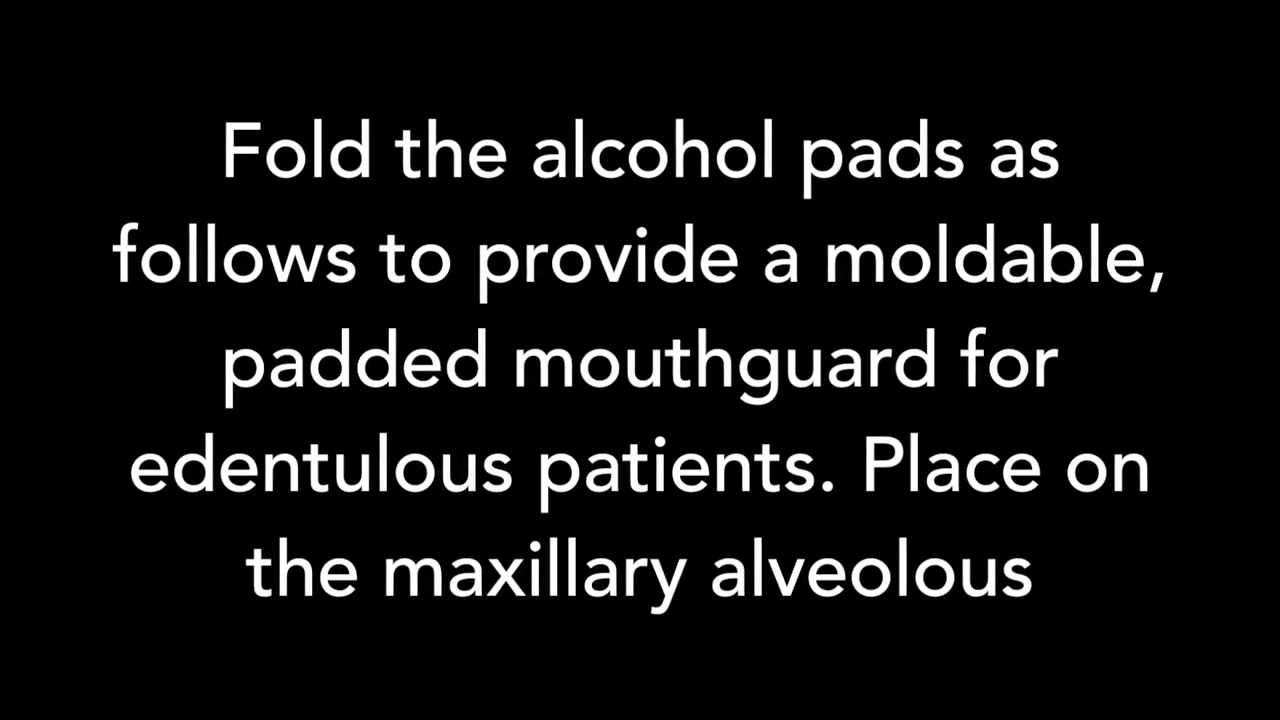 Fold the alcohol pads as
follows to provide a moldable,
padded mouthguard for
edentulous patients. Place on
the maxillary alveolous